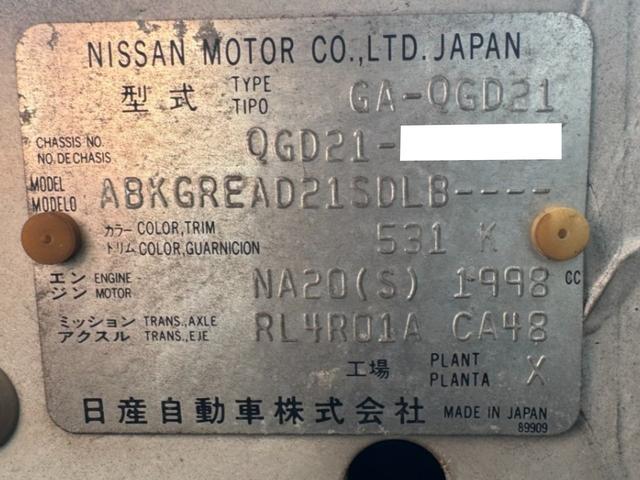 NISSAN MOTOR CO.,LTD. JAPAN
型式 TYPE TIPO GA-QGD21
CHASSIS NO. NO. DE CHASIS QGD21-
MODEL MODELO ABKGREAD21SDLB----
カラー トリム COLOR, TRIM COLOR, GUARNICION 531 K
エンジン ENGINE MOTOR NA20(S) 1998 CC
ミッション アクスル TRANS., AXLE TRANS., EJE RL4R01A CA48
工場 PLANT PLANTA X
日産自動車株式会社 MADE IN JAPAN
89909